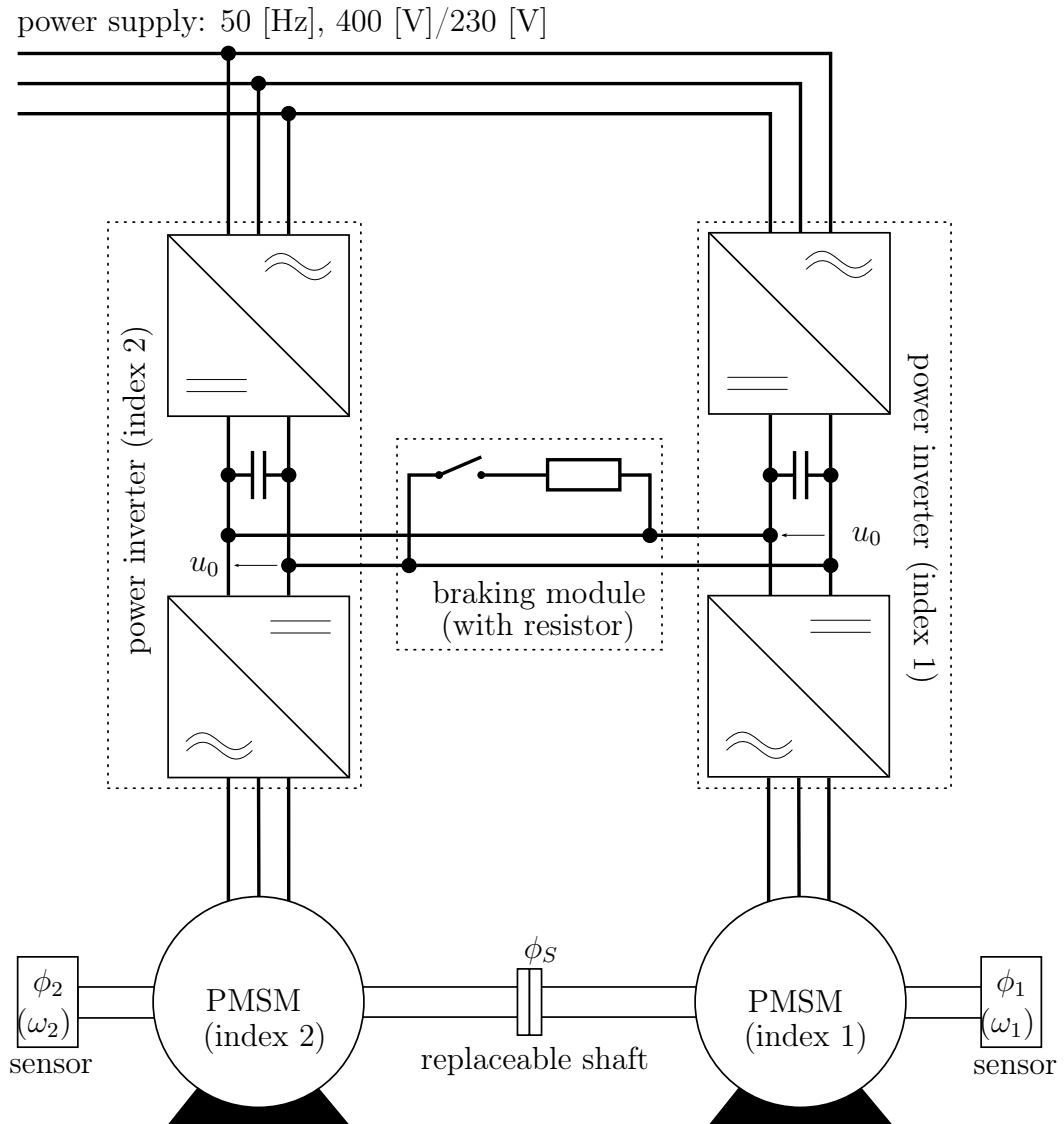 power supply: 50 [Hz], 400 [V]/230 [V]
power inverter (index 2)
power inverter (index 1)
u₀
u₀
braking module
(with resistor)
ϕ₂
(ω₂)
sensor
PMSM
(index 2)
ϕ_S
replaceable shaft
PMSM
(index 1)
ϕ₁
(ω₁)
sensor